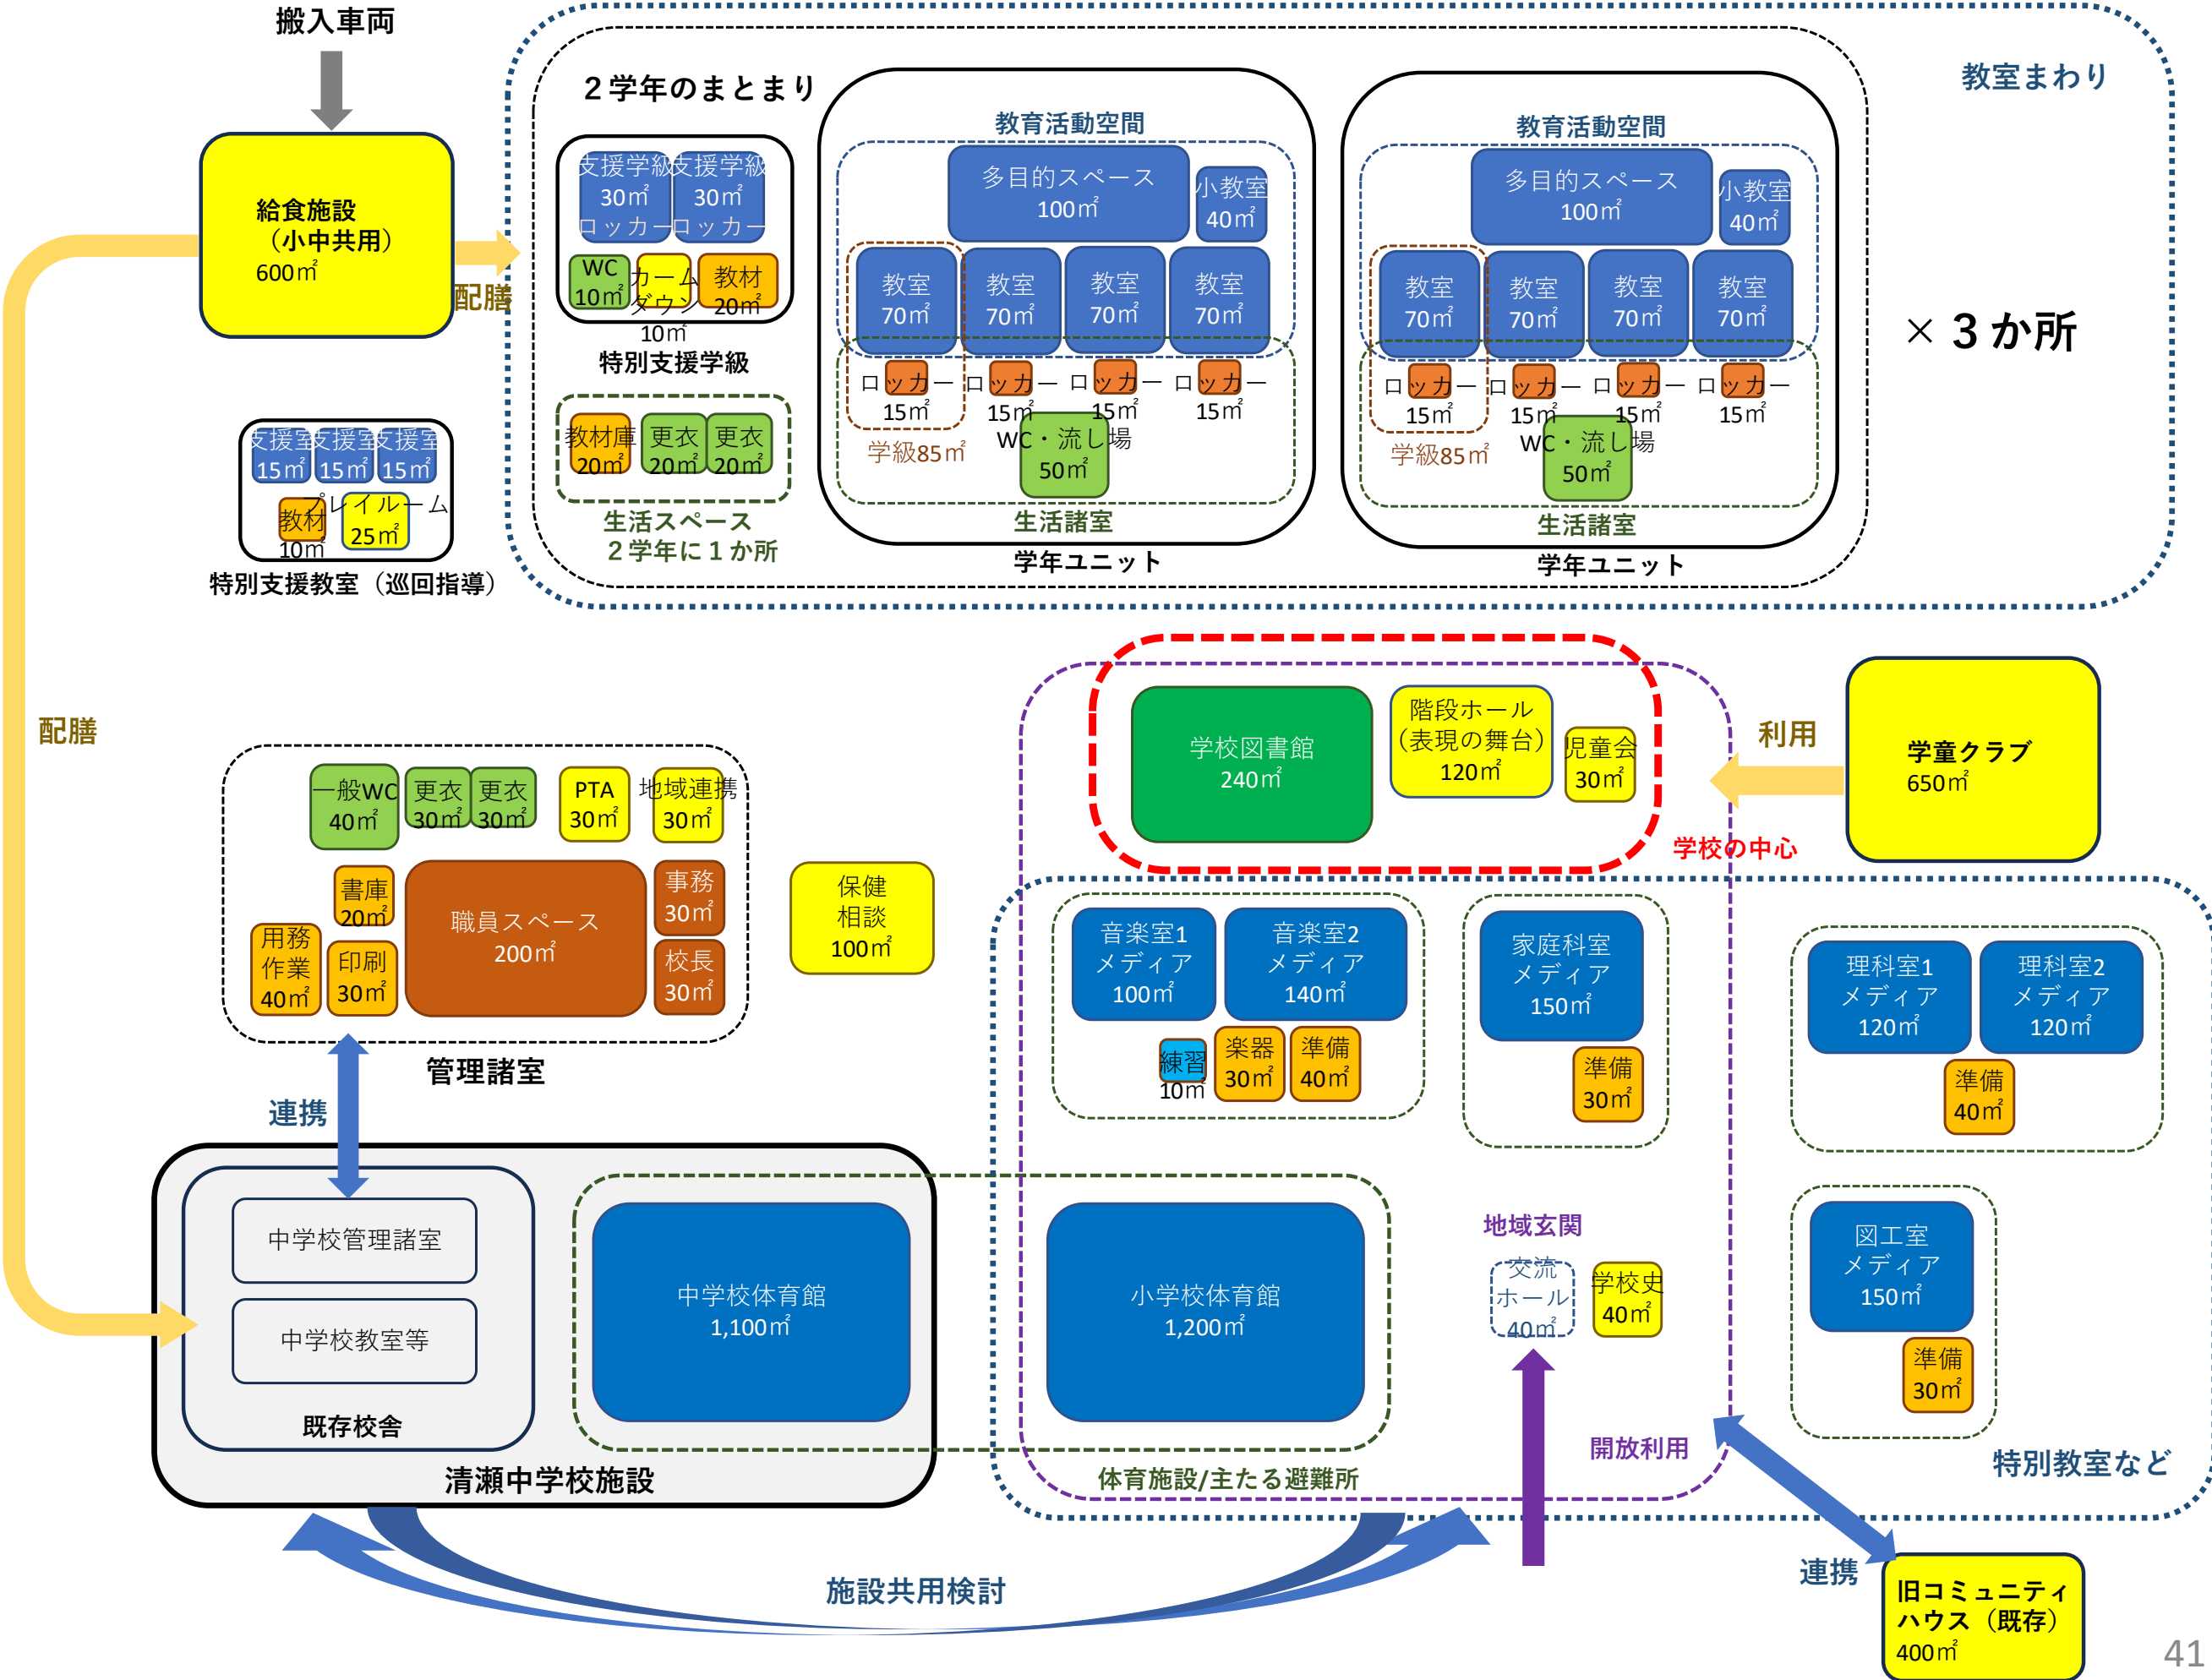 搬入車両
給食施設
（小中共用）
600㎡
配膳
配膳
教室まわり
２学年のまとまり
支援学級
30㎡
ロッカー
支援学級
30㎡
ロッカー
WC
10㎡
カーム
ダウン
10㎡
教材
20㎡
特別支援学級
教材庫
20㎡
更衣
20㎡
更衣
20㎡
生活スペース
２学年に１か所
教育活動空間
多目的スペース
100㎡
小教室
40㎡
教室
70㎡
教室
70㎡
教室
70㎡
教室
70㎡
ロッカー
15㎡
ロッカー
15㎡
ロッカー
15㎡
ロッカー
15㎡
学級85㎡
WC・流し場
50㎡
生活諸室
学年ユニット
教育活動空間
多目的スペース
100㎡
小教室
40㎡
教室
70㎡
教室
70㎡
教室
70㎡
教室
70㎡
ロッカー
15㎡
ロッカー
15㎡
ロッカー
15㎡
ロッカー
15㎡
学級85㎡
WC・流し場
50㎡
生活諸室
学年ユニット
×３か所
支援室
15㎡
支援室
15㎡
支援室
15㎡
教材
10㎡
プレイルーム
25㎡
特別支援教室（巡回指導）
学校図書館
240㎡
階段ホール
（表現の舞台）
120㎡
児童会
30㎡
学校の中心
利用
学童クラブ
650㎡
一般WC
40㎡
更衣
30㎡
更衣
30㎡
PTA
30㎡
地域連携
30㎡
書庫
20㎡
用務
作業
40㎡
印刷
30㎡
職員スペース
200㎡
事務
30㎡
校長
30㎡
管理諸室
保健
相談
100㎡
音楽室1
メディア
100㎡
音楽室2
メディア
140㎡
練習
10㎡
楽器
30㎡
準備
40㎡
家庭科室
メディア
150㎡
準備
30㎡
理科室1
メディア
120㎡
理科室2
メディア
120㎡
準備
40㎡
図工室
メディア
150㎡
準備
30㎡
特別教室など
連携
中学校管理諸室
中学校教室等
既存校舎
清瀬中学校施設
中学校体育館
1,100㎡
小学校体育館
1,200㎡
体育施設/主たる避難所
地域玄関
交流
ホール
40㎡
学校史
40㎡
開放利用
施設共用検討
連携
旧コミュニティ
ハウス（既存）
400㎡
41